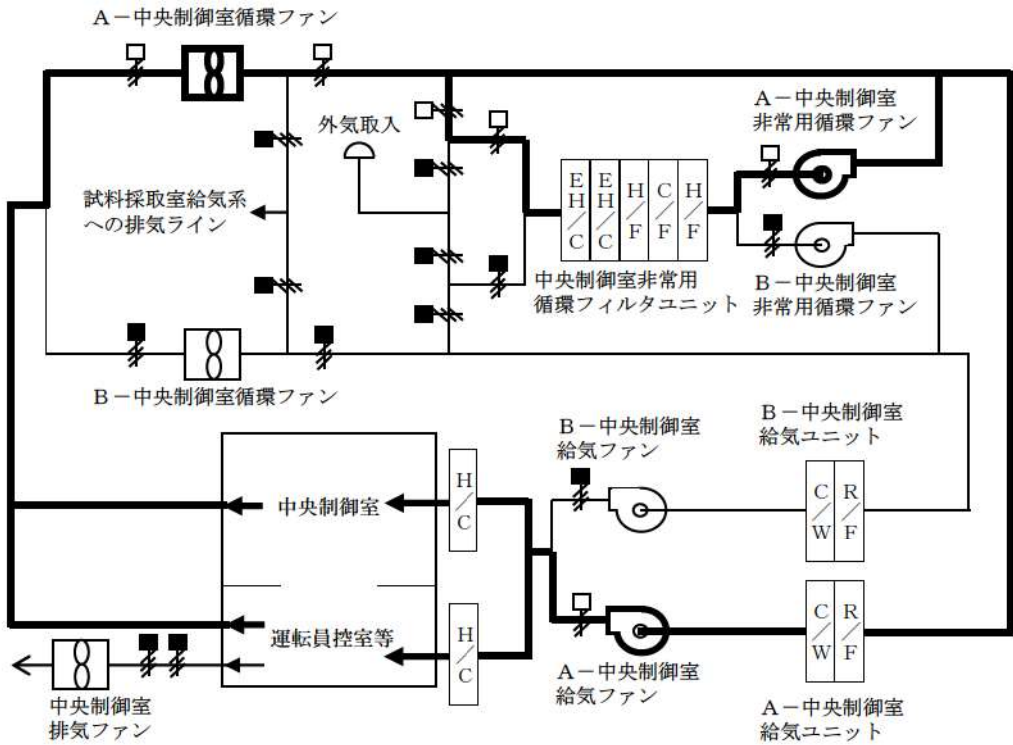 A－中央制御室循環ファン
外気取入
A－中央制御室
非常用循環ファン
試料採取室給気系
への排気ライン
EH/C
EH/C
H/F
C/F
H/F
中央制御室非常用
循環フィルタユニット
B－中央制御室
非常用循環ファン
B－中央制御室循環ファン
B－中央制御室
給気ファン
B－中央制御室
給気ユニット
中央制御室
H/C
C/W
R/F
運転員控室等
H/C
C/W
R/F
A－中央制御室
給気ファン
中央制御室
排気ファン
A－中央制御室
給気ユニット